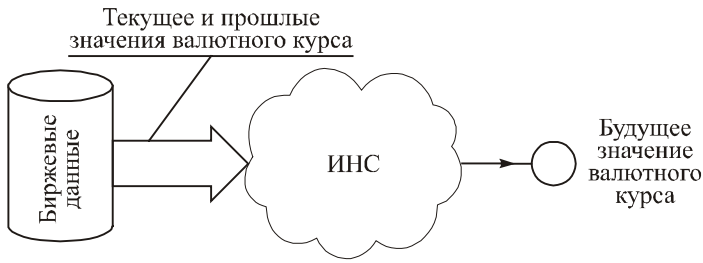 Текущее и прошлые
значения валютного курса
Биржевые
данные
ИНС
Будущее
значение
валютного
курса